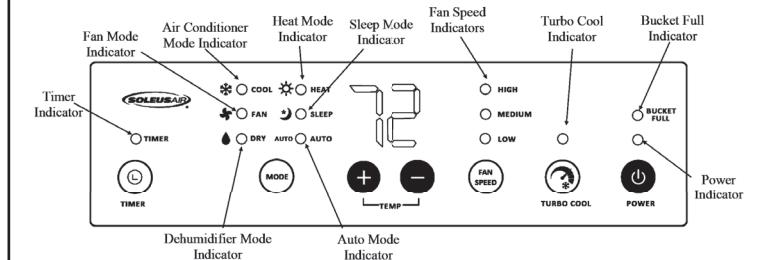 Fan Mode
Indicator
Air Conditioner
Mode Indicator
Heat Mode
Indicator
Sleep Mode
Indicator
Fan Speed
Indicators
Turbo Cool
Indicator
Bucket Full
Indicator
Timer
Indicator
SOLEUSAIR
COOL
HEAT
FAN
SLEEP
TIMER
DRY
AUTO
AUTO
72
HIGH
MEDIUM
LOW
BUCKET
FULL
TIMER
MODE
+
−
TEMP
FAN
SPEED
TURBO COOL
POWER
Power
Indicator
Dehumidifier Mode
Indicator
Auto Mode
Indicator